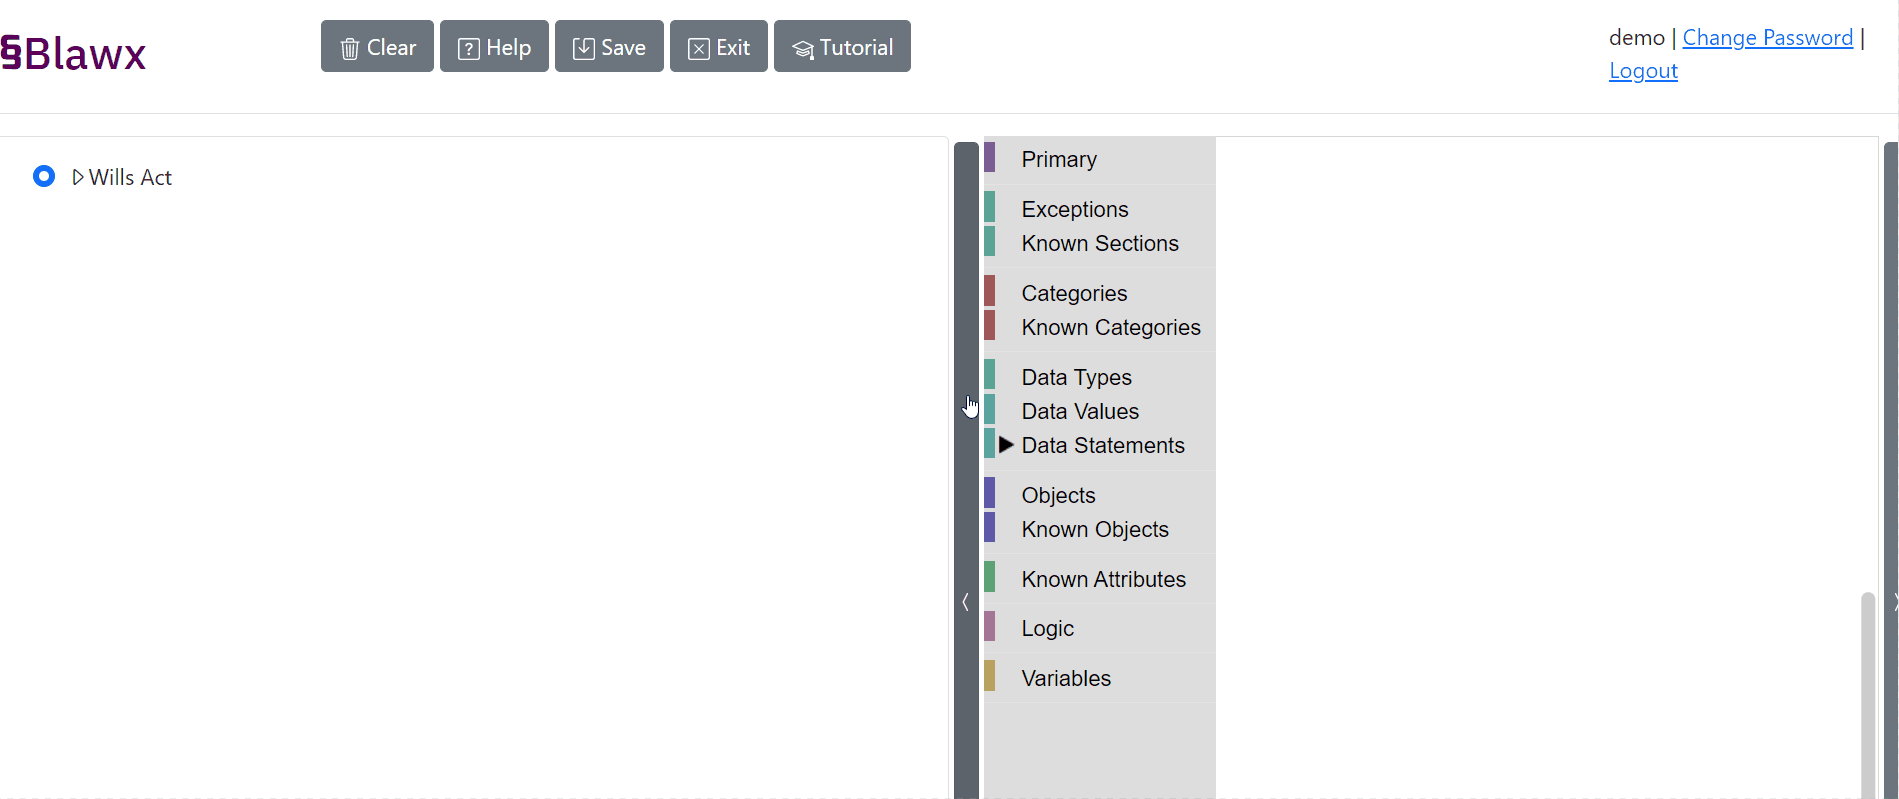 §Blawx
Clear
Help
Save
Exit
Tutorial
demo | Change Password |
Logout
Wills Act
Primary
Exceptions
Known Sections
Categories
Known Categories
Data Types
Data Values
Data Statements
Objects
Known Objects
Known Attributes
Logic
Variables